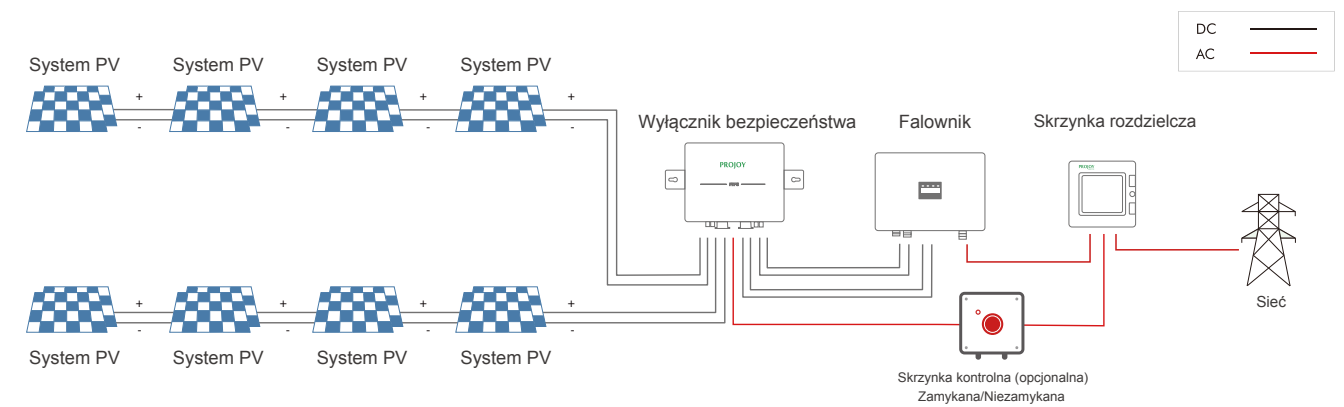 DC
AC
System PV System PV System PV System PV
+ + + +
- - - -
Wyłącznik bezpieczeństwa Falownik Skrzynka rozdzielcza
PROJOY
PROJOY
Sieć
+ + + +
- - - -
System PV System PV System PV System PV
Skrzynka kontrolna (opcjonalna)
Zamykana/Niezamykana